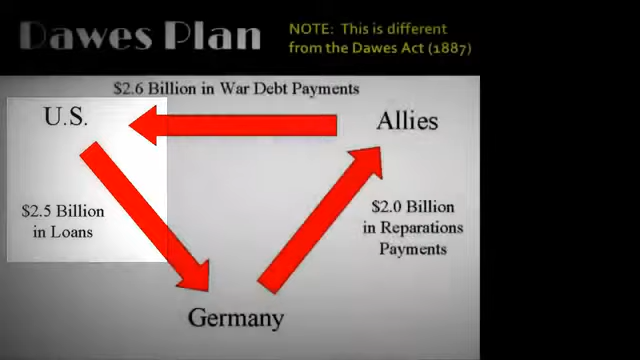 Dawes Plan
NOTE: This is different
from the Dawes Act (1887)
$2.6 Billion in War Debt Payments
U.S.
Allies
$2.5 Billion
in Loans
$2.0 Billion
in Reparations
Payments
Germany